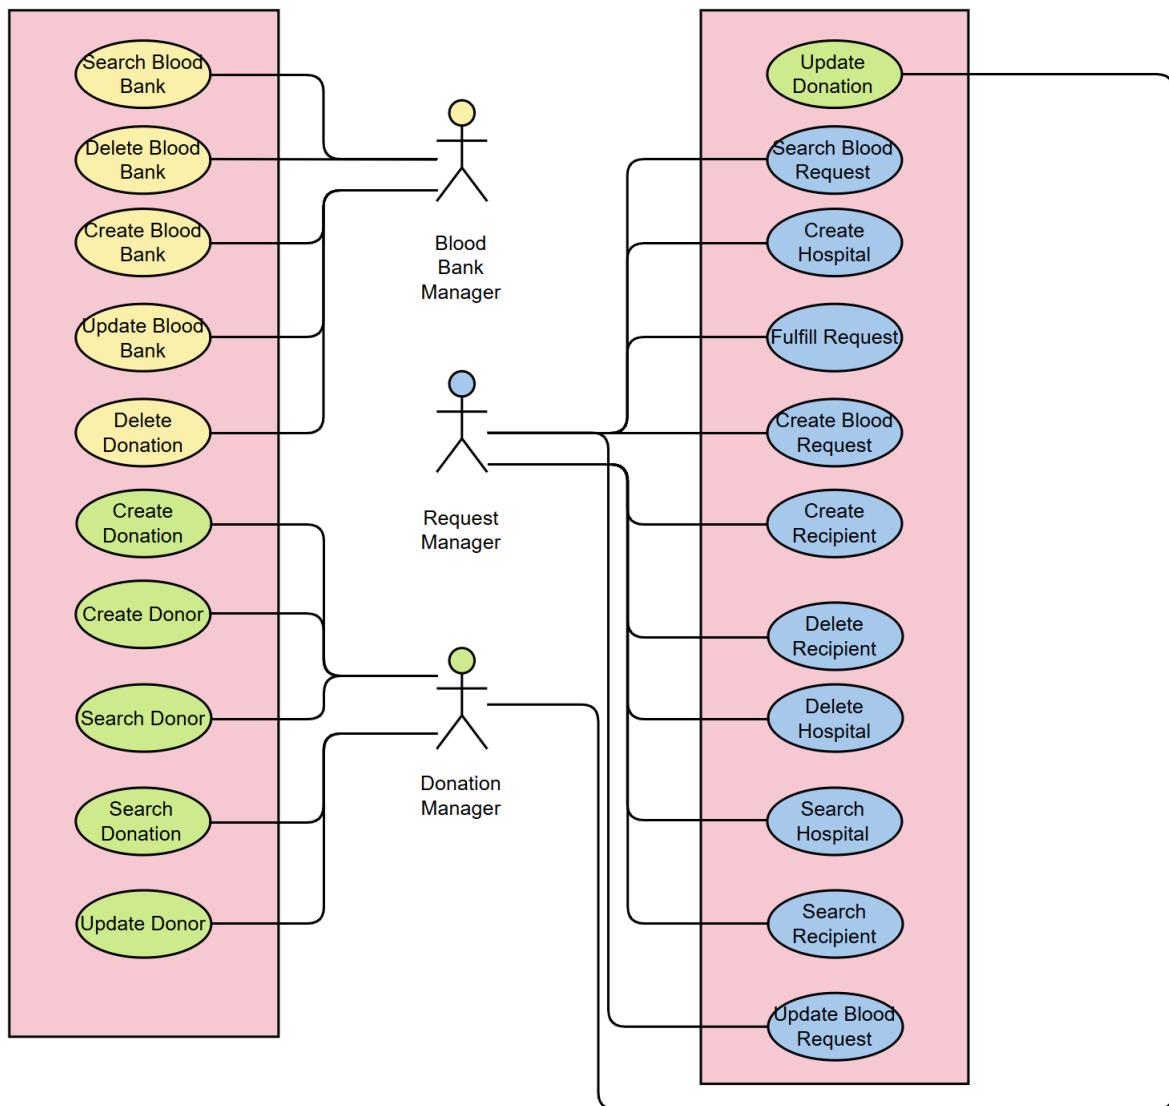 Search Blood
Bank
Delete Blood
Bank
Create Blood
Bank
Update Blood
Bank
Delete
Donation
Create
Donation
Create Donor
Search Donor
Search
Donation
Update Donor
Blood
Bank
Manager
Request
Manager
Donation
Manager
Update
Donation
Search Blood
Request
Create
Hospital
Fulfill Request
Create Blood
Request
Create
Recipient
Delete
Recipient
Delete
Hospital
Search
Hospital
Search
Recipient
Update Blood
Request